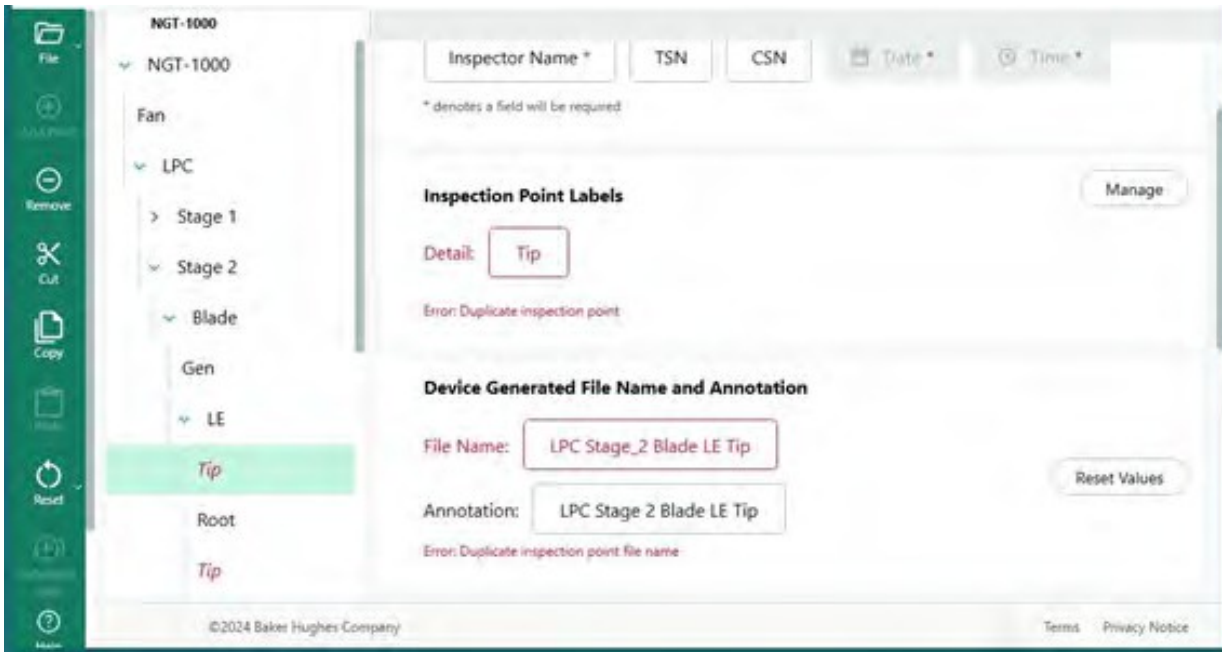 File
Remove
Cut
Copy
Reset
NGT-1000
NGT-1000
Fan
LPC
Stage 1
Stage 2
Blade
Gen
LE
Tip
Root
Tip
Inspector Name *
TSN
CSN
Date *
Time *
* denotes a field will be required
Inspection Point Labels
Manage
Detail:
Tip
Error: Duplicate inspection point
Device Generated File Name and Annotation
File Name:
LPC Stage_2 Blade LE Tip
Reset Values
Annotation:
LPC Stage 2 Blade LE Tip
Error: Duplicate inspection point file name
©2024 Baker Hughes Company
Terms
Privacy Notice